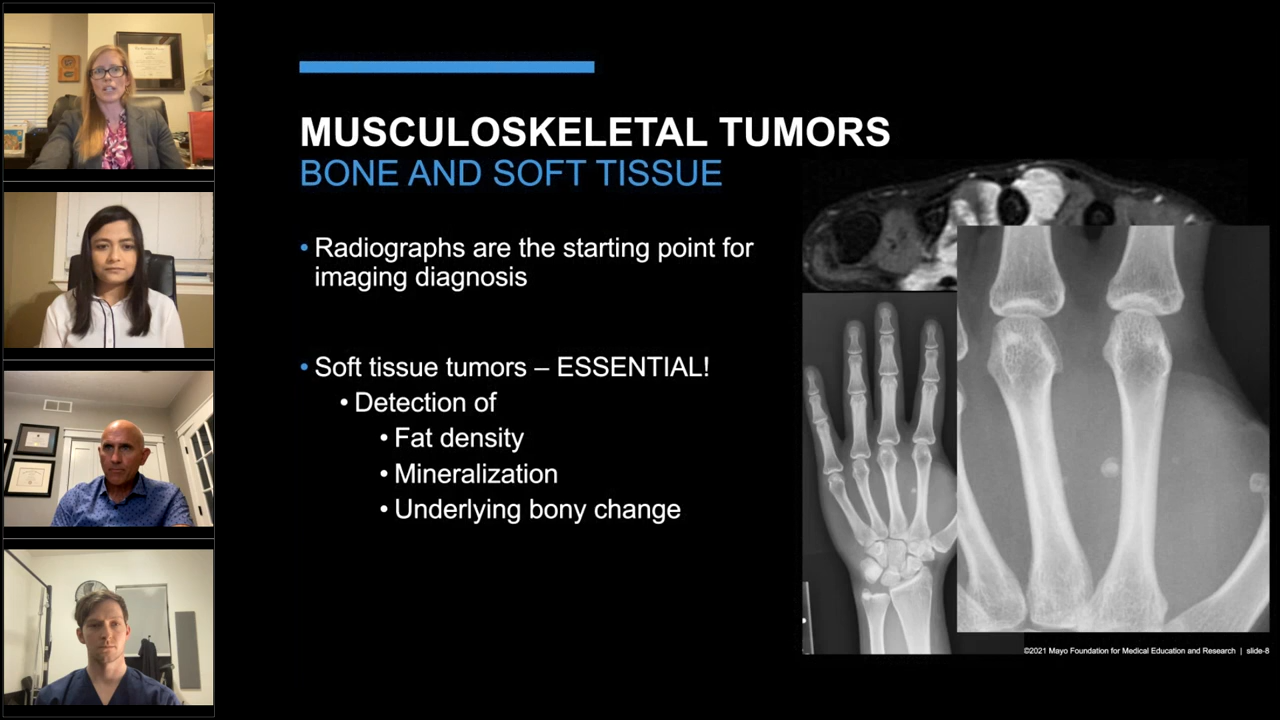 MUSCULOSKELETAL TUMORS
BONE AND SOFT TISSUE
• Radiographs are the starting point for
imaging diagnosis
• Soft tissue tumors – ESSENTIAL!
• Detection of
• Fat density
• Mineralization
• Underlying bony change
©2021 Mayo Foundation for Medical Education and Research | slide-8